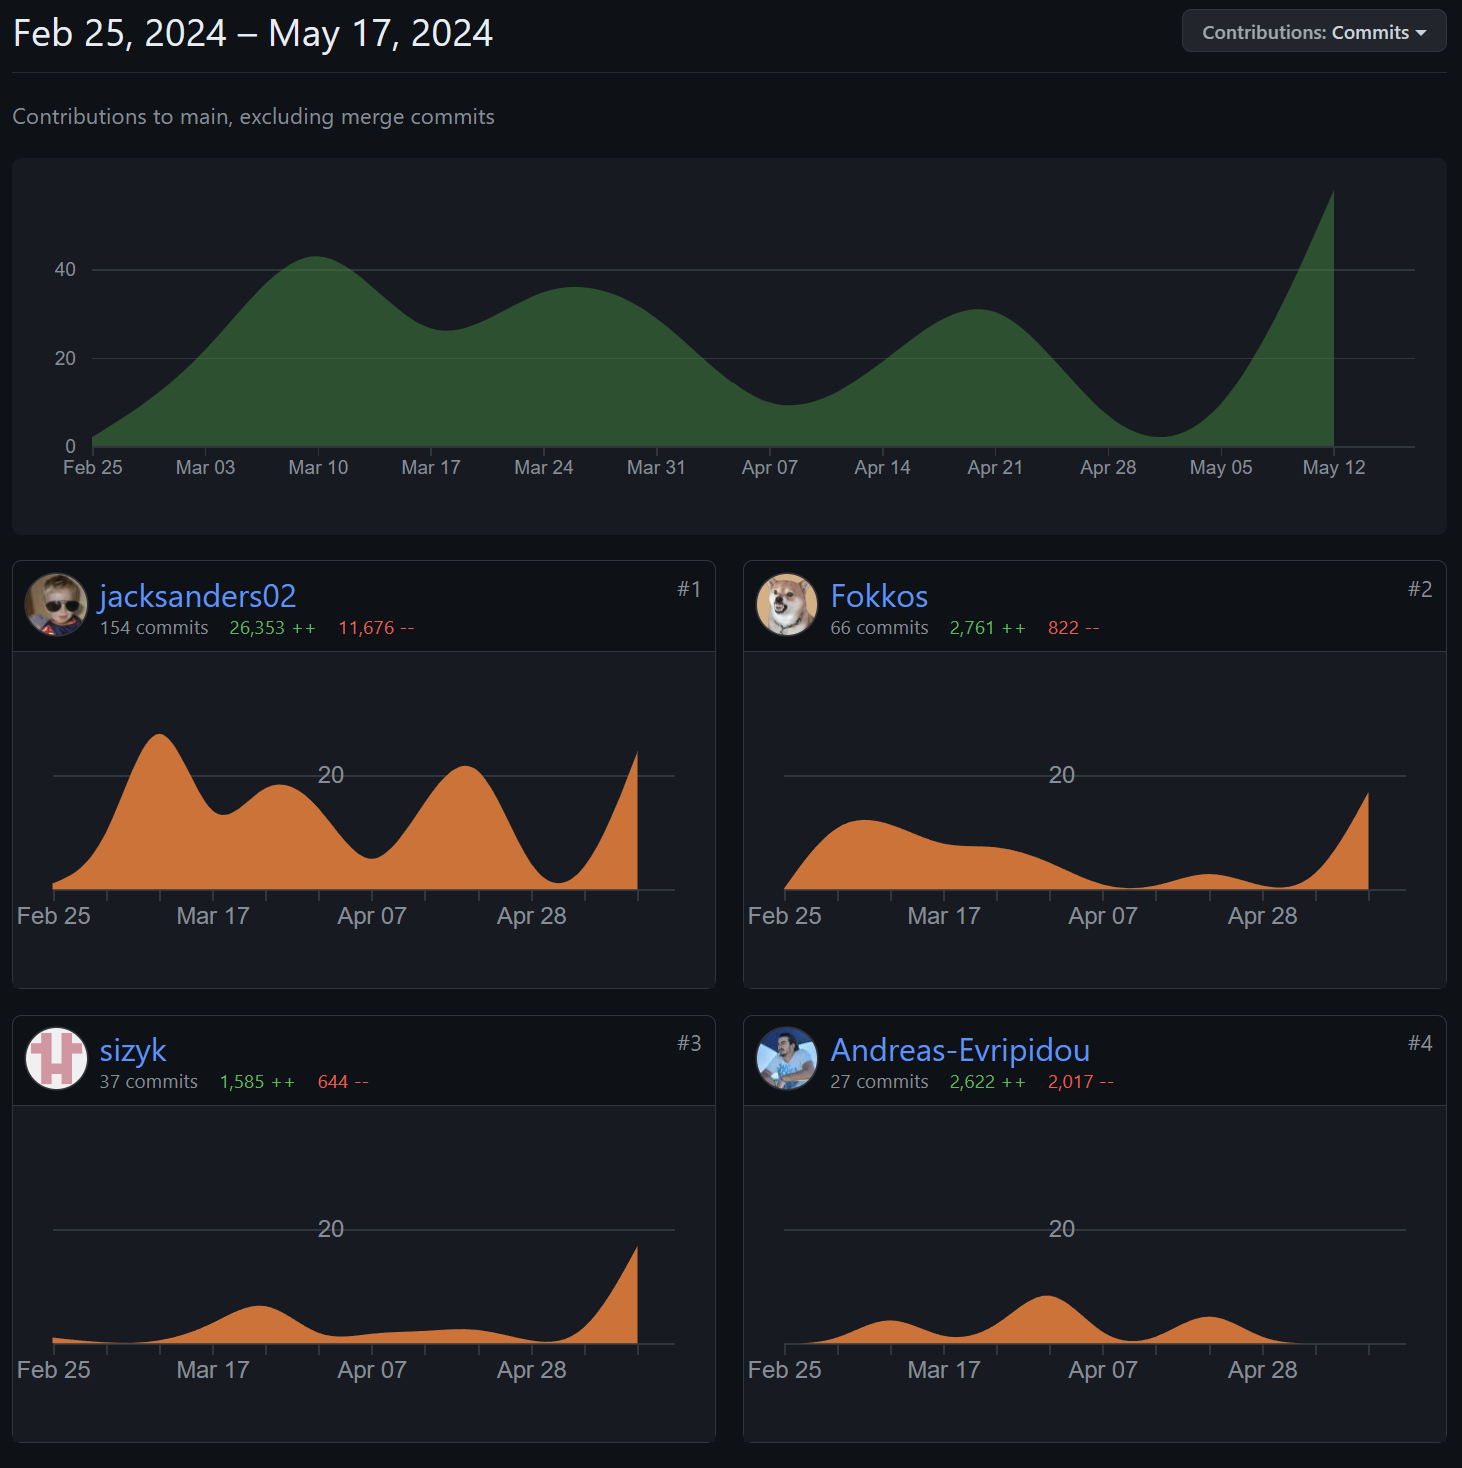 Feb 25, 2024 – May 17, 2024
Contributions: Commits
Contributions to main, excluding merge commits
40
20
0
Feb 25 Mar 03 Mar 10 Mar 17 Mar 24 Mar 31 Apr 07 Apr 14 Apr 21 Apr 28 May 05 May 12
jacksanders02 #1
154 commits 26,353 ++ 11,676 --
20
Feb 25 Mar 17 Apr 07 Apr 28
Fokkos #2
66 commits 2,761 ++ 822 --
20
Feb 25 Mar 17 Apr 07 Apr 28
sizyk #3
37 commits 1,585 ++ 644 --
20
Feb 25 Mar 17 Apr 07 Apr 28
Andreas-Evripidou #4
27 commits 2,622 ++ 2,017 --
20
Feb 25 Mar 17 Apr 07 Apr 28